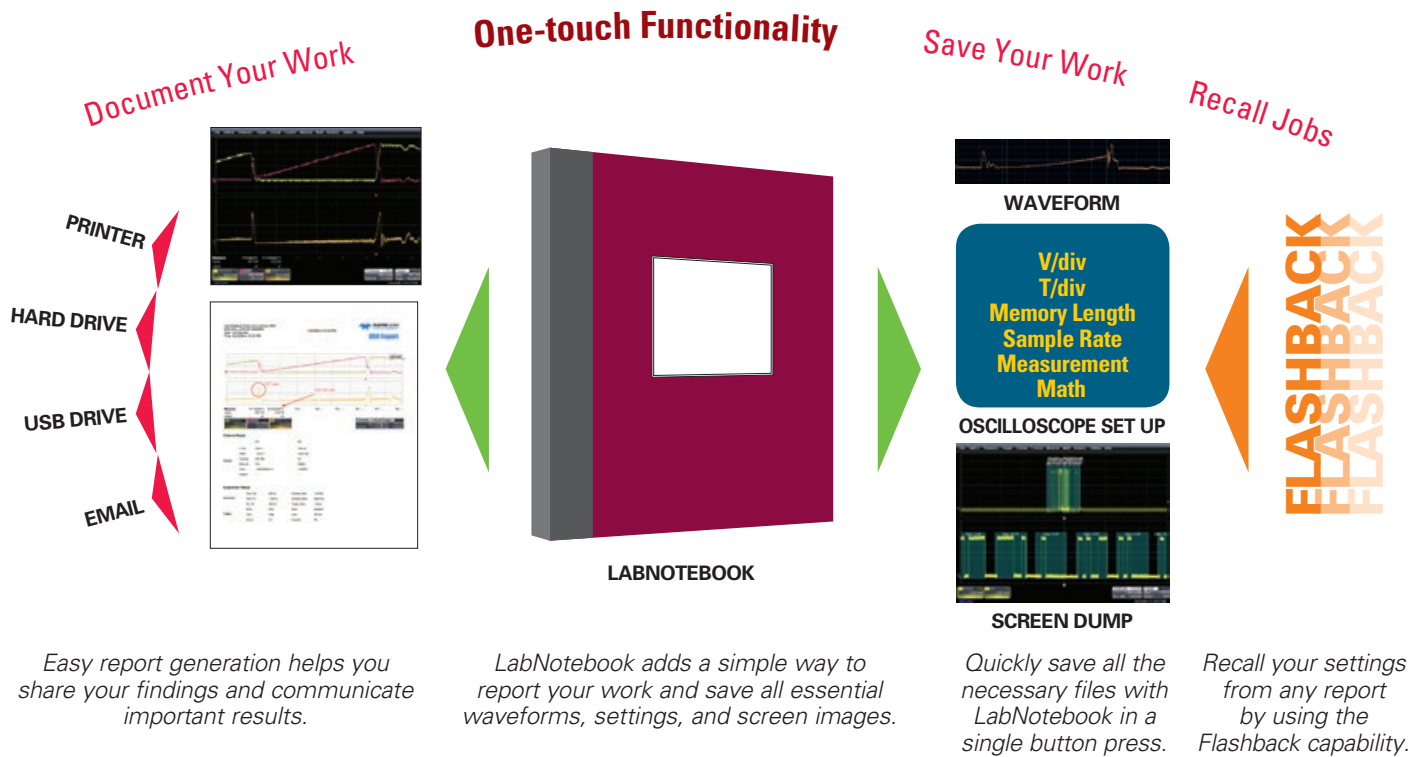 One-touch Functionality
Document Your Work
Save Your Work
Recall Jobs
PRINTER
HARD DRIVE
USB DRIVE
EMAIL
LABNOTEBOOK
WAVEFORM
V/div
T/div
Memory Length
Sample Rate
Measurement
Math
OSCILLOSCOPE SET UP
SCREEN DUMP
FLASHBACK
FLASHBACK
FLASHBACK
Easy report generation helps you
share your findings and communicate
important results.
LabNotebook adds a simple way to
report your work and save all essential
waveforms, settings, and screen images.
Quickly save all the
necessary files with
LabNotebook in a
single button press.
Recall your settings
from any report
by using the
Flashback capability.